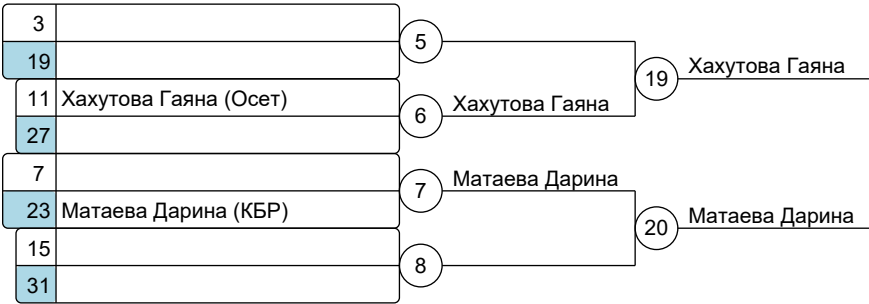 3
5
19
19 Хахутова Гаяна
11 Хахутова Гаяна (Осет)
6 Хахутова Гаяна
27
7
7 Матаева Дарина
23 Матаева Дарина (КБР)
20 Матаева Дарина
15
8
31